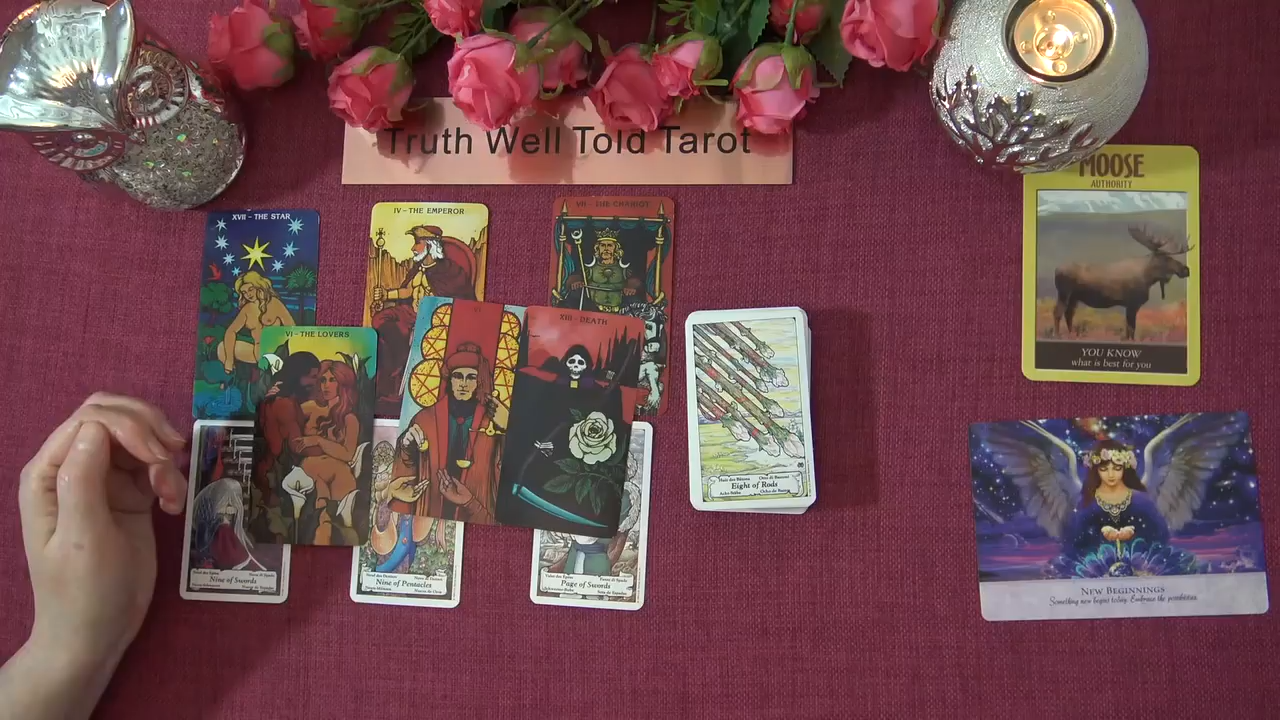 Truth Well Told Tarot
MOOSE
AUTHORITY
XVII - THE STAR
IV - THE EMPEROR
VII - THE CHARIOT
VI - THE LOVERS
VI
XIII - DEATH
YOU KNOW
what is best for you
Eight of Rods
Nine of Swords
Nine of Pentacles
Page of Swords
NEW BEGINNINGS
Something new begins today. Embrace the possibilities.